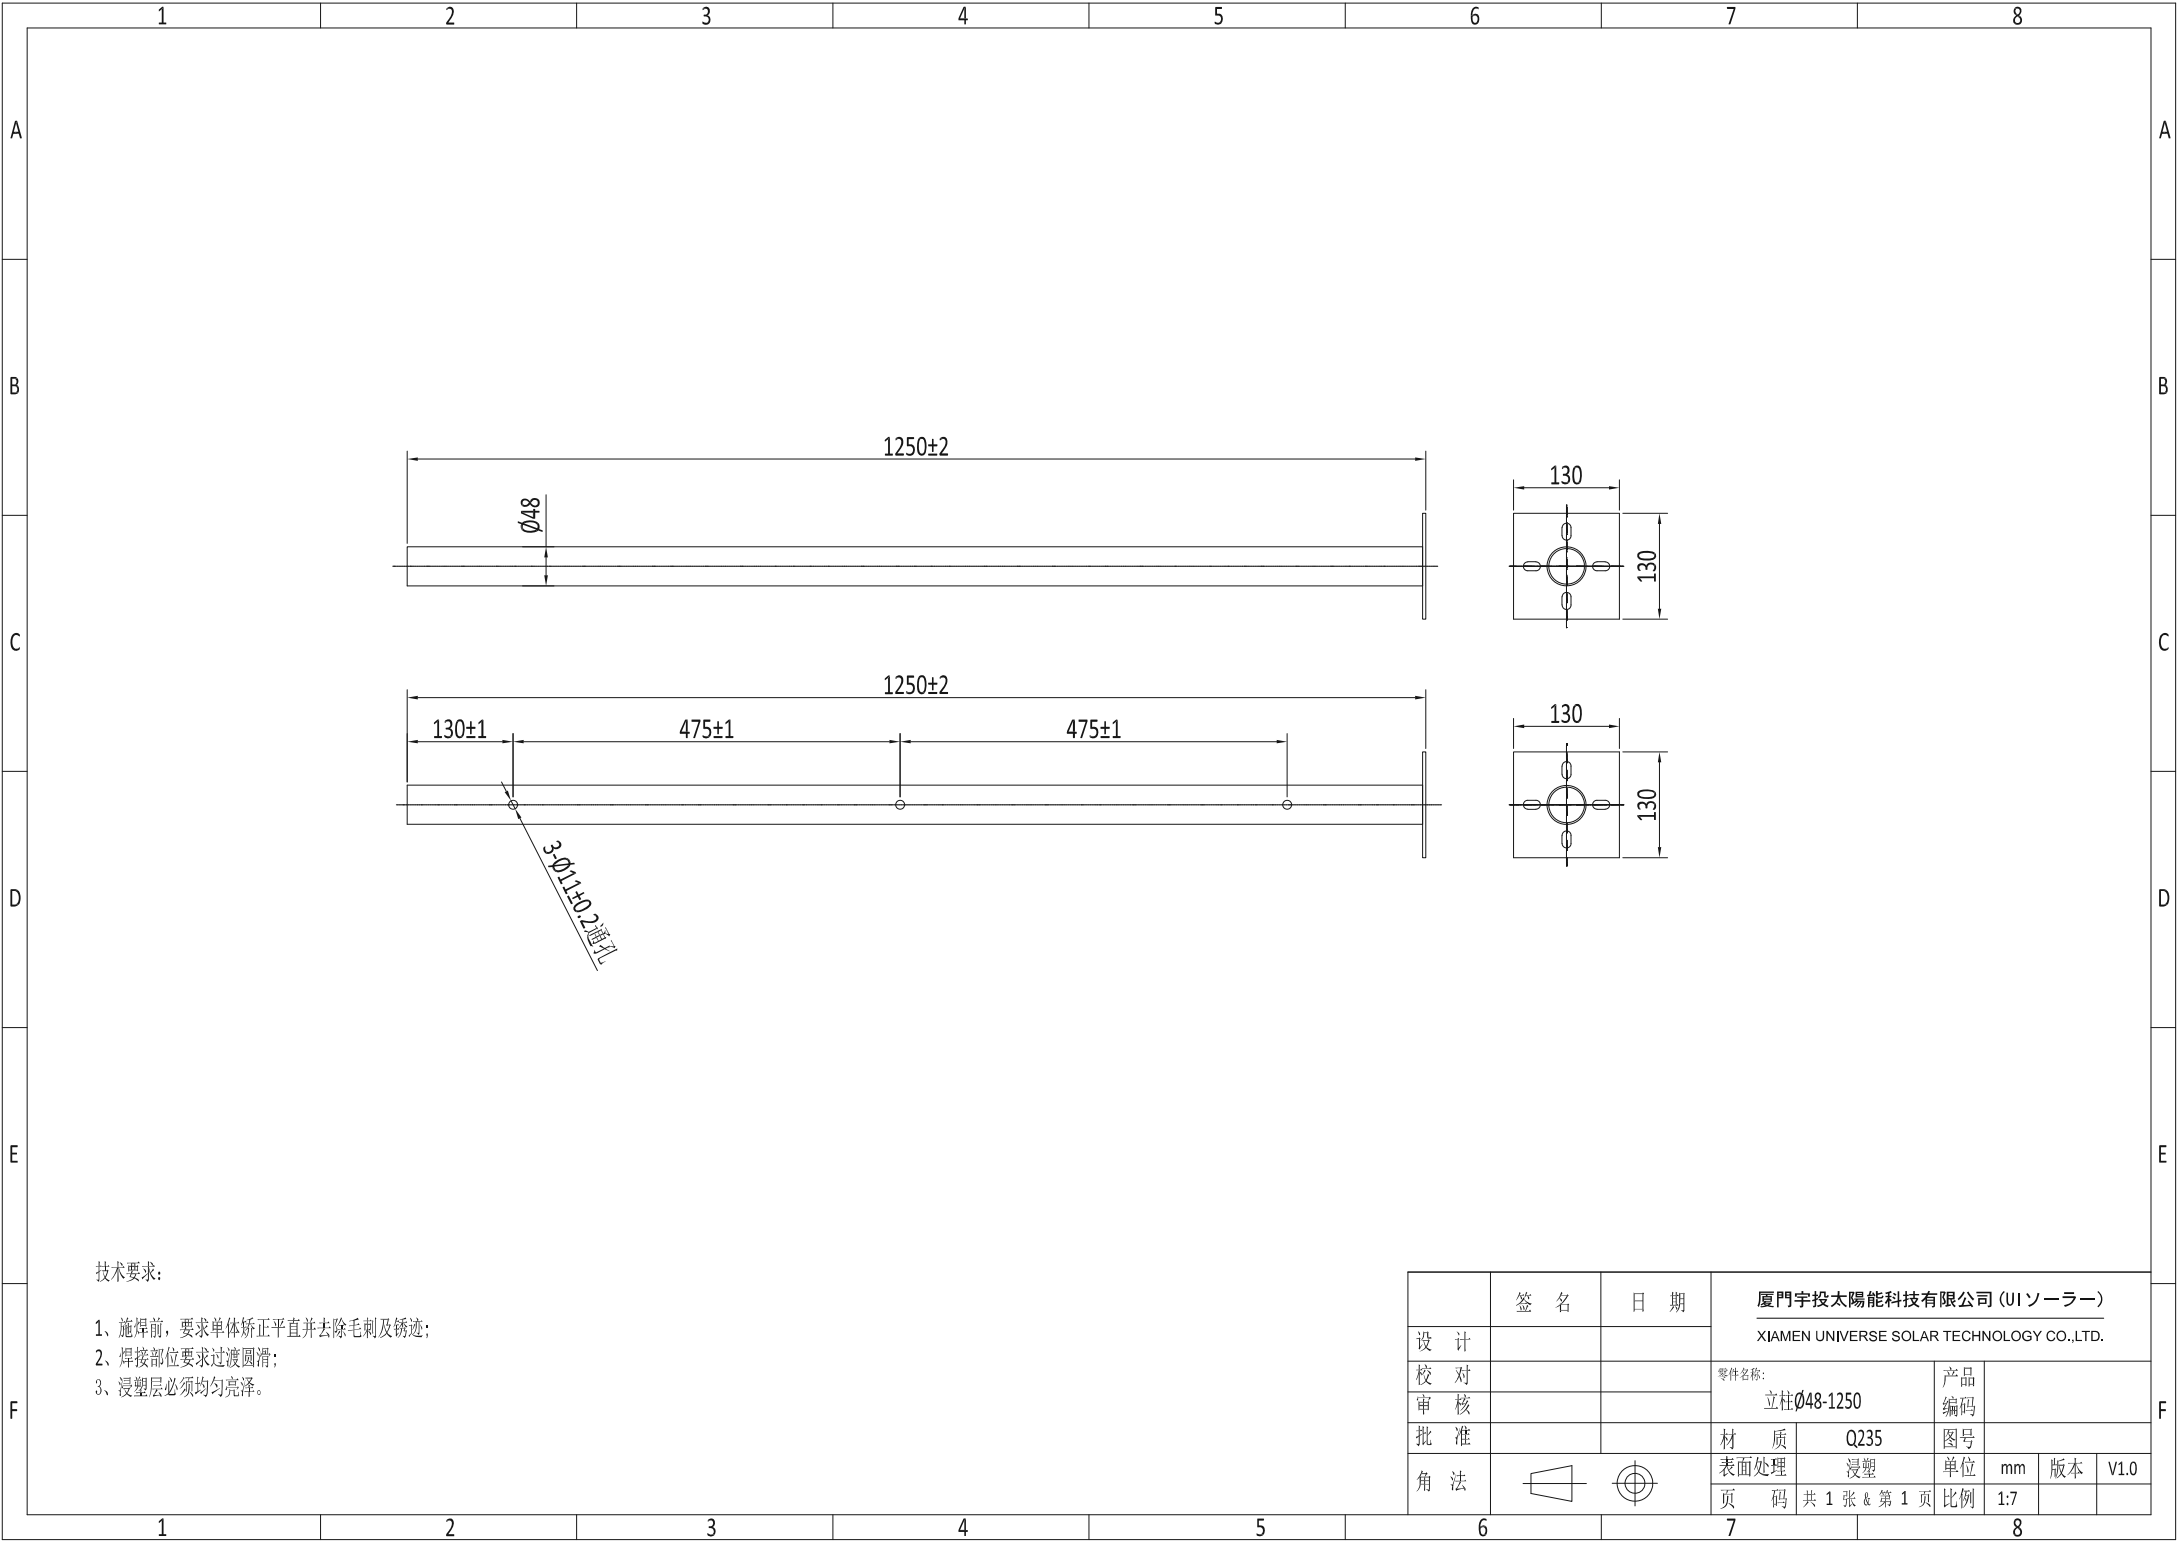 1 2 3 4 5 6 7 8
A A
B B
1250±2
130
Ø48
130
C C
1250±2
130
130±1 475±1 475±1
130
3-Ø11±0.2通孔
D D
E E
技术要求:
1、施焊前，要求单体矫正平直并去除毛刺及锈迹;
2、焊接部位要求过渡圆滑;
3、浸塑层必须均匀亮泽。
F F
签 名 日 期
厦門宇投太陽能科技有限公司(UIソーラー)
XIAMEN UNIVERSE SOLAR TECHNOLOGY CO.,LTD.
设 计
校 对
审 核
批 准
角 法
零件名称:
立柱Ø48-1250
产品
编码
材 质 Q235 图号
表面处理 浸塑 单位 mm 版本 V1.0
页 码 共 1 张 & 第 1 页 比例 1:7
1 2 3 4 5 6 7 8